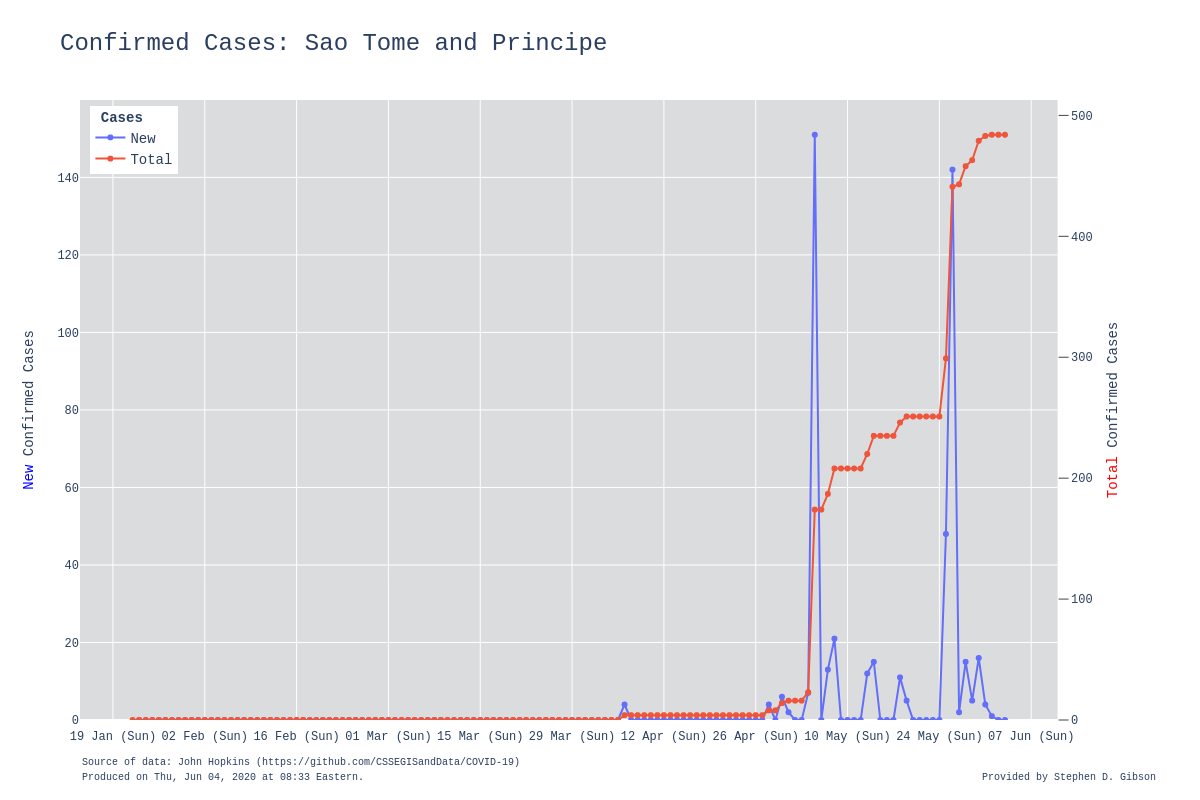 Confirmed Cases: Sao Tome and Principe
Cases
New
Total
140
120
100
80
60
40
20
0
500
400
300
200
100
0
New Confirmed Cases
Total Confirmed Cases
19 Jan (Sun) 02 Feb (Sun) 16 Feb (Sun) 01 Mar (Sun) 15 Mar (Sun) 29 Mar (Sun) 12 Apr (Sun) 26 Apr (Sun) 10 May (Sun) 24 May (Sun) 07 Jun (Sun)
Source of data: John Hopkins (https://github.com/CSSEGISandData/COVID-19)
Produced on Thu, Jun 04, 2020 at 08:33 Eastern.
Provided by Stephen D. Gibson